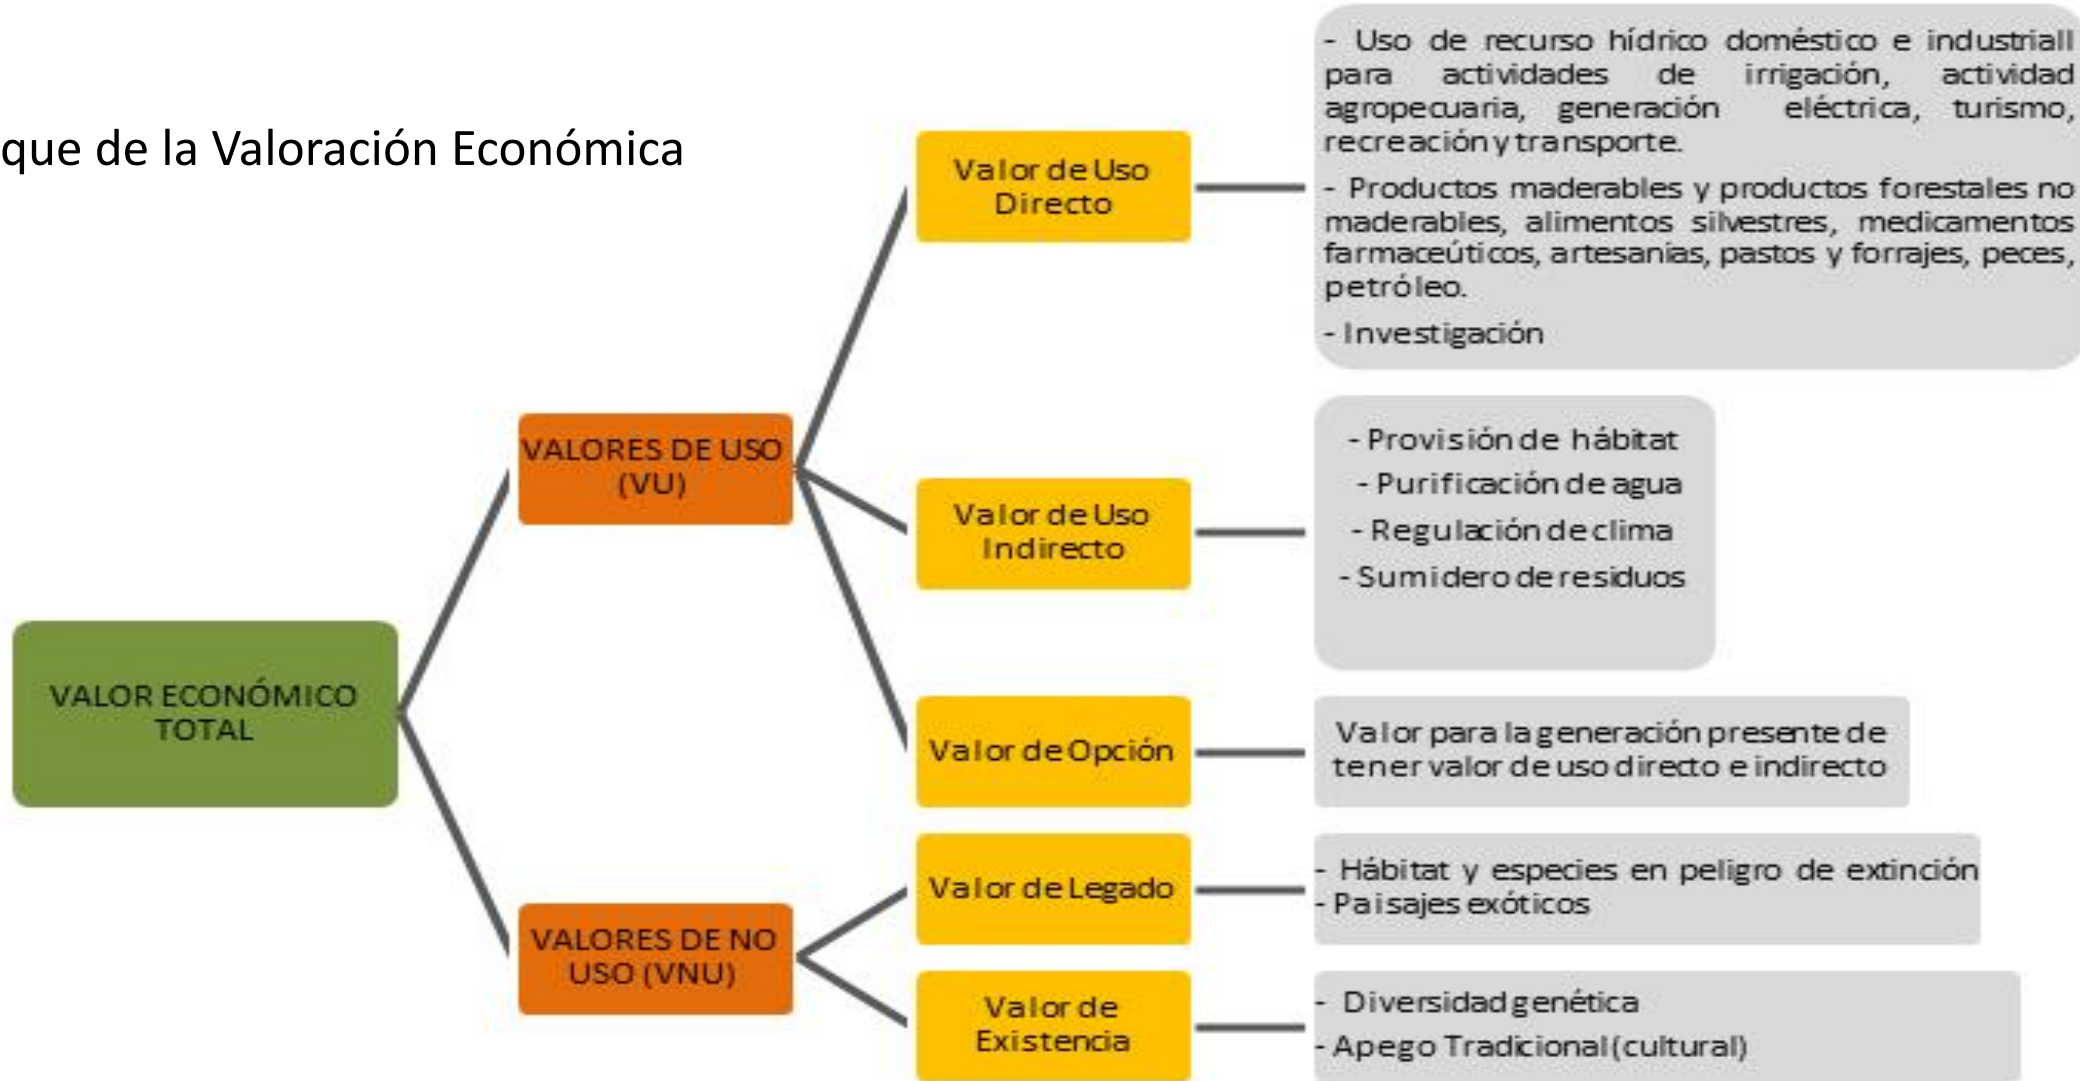 que de la Valoración Económica
VALOR ECONÓMICO
TOTAL
VALORES DE USO
(VU)
Valor de Uso
Directo
- Uso de recurso hídrico doméstico e industriall
para actividades de irrigación, actividad
agropecuaria, generación eléctrica, turismo,
recreación y transporte.
- Productos maderables y productos forestales no
maderables, alimentos silvestres, medicamentos
farmaceúticos, artesanias, pastos y forrajes, peces,
petróleo.
- Investigación
Valor de Uso
Indirecto
- Provisión de hábitat
- Purificación de agua
- Regulación de clima
- Sumidero de residuos
Valor de Opción
Valor para la generación presente de
tener valor de uso directo e indirecto
VALORES DE NO
USO (VNU)
Valor de Legado
- Hábitat y especies en peligro de extinción
- Paisajes exóticos
Valor de
Existencia
- Diversidad genética
- Apego Tradicional (cultural)